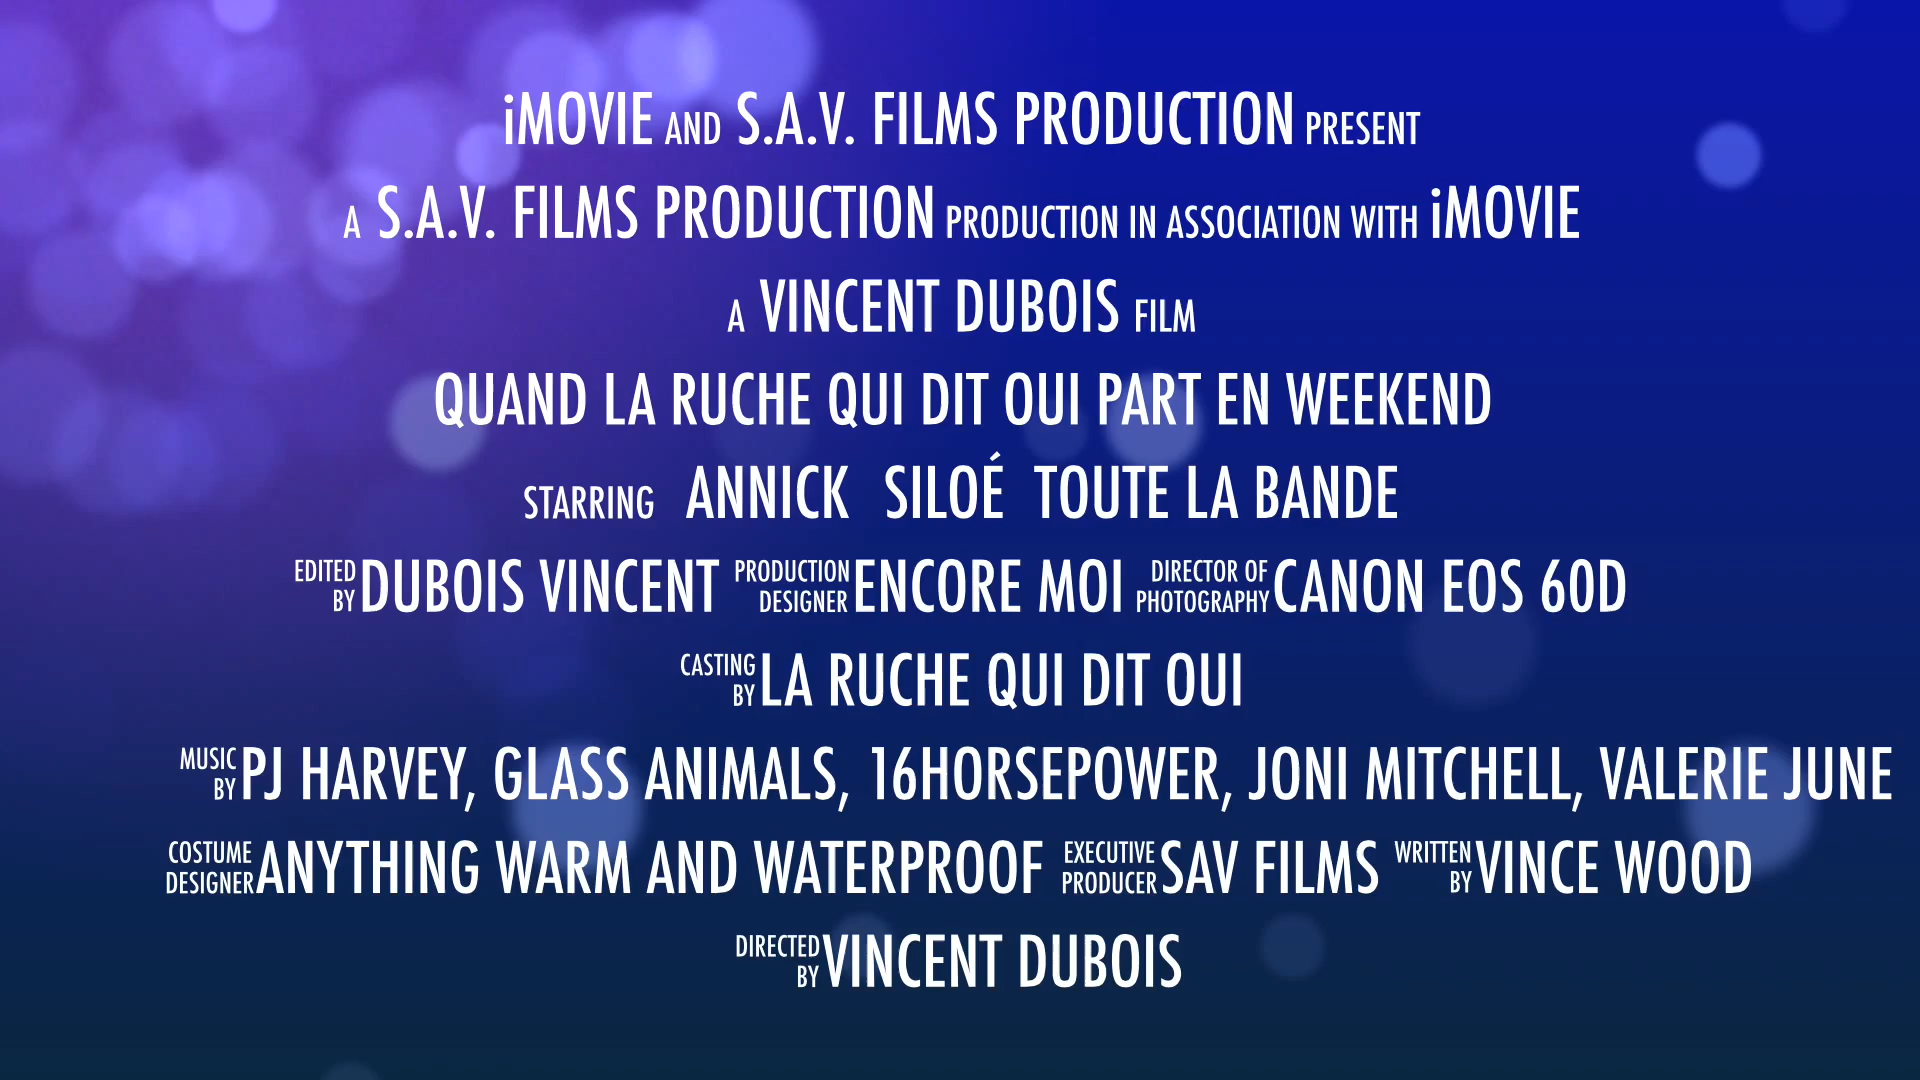 iMOVIE AND S.A.V. FILMS PRODUCTION PRESENT
A S.A.V. FILMS PRODUCTION PRODUCTION IN ASSOCIATION WITH iMOVIE
A VINCENT DUBOIS FILM
QUAND LA RUCHE QUI DIT OUI PART EN WEEKEND
STARRING ANNICK SILOÉ TOUTE LA BANDE
EDITED BY DUBOIS VINCENT PRODUCTION DESIGNER ENCORE MOI DIRECTOR OF PHOTOGRAPHY CANON EOS 60D
CASTING BY LA RUCHE QUI DIT OUI
MUSIC BY PJ HARVEY, GLASS ANIMALS, 16HORSEPOWER, JONI MITCHELL, VALERIE JUNE
COSTUME DESIGNER ANYTHING WARM AND WATERPROOF EXECUTIVE PRODUCER SAV FILMS WRITTEN BY VINCE WOOD
DIRECTED BY VINCENT DUBOIS